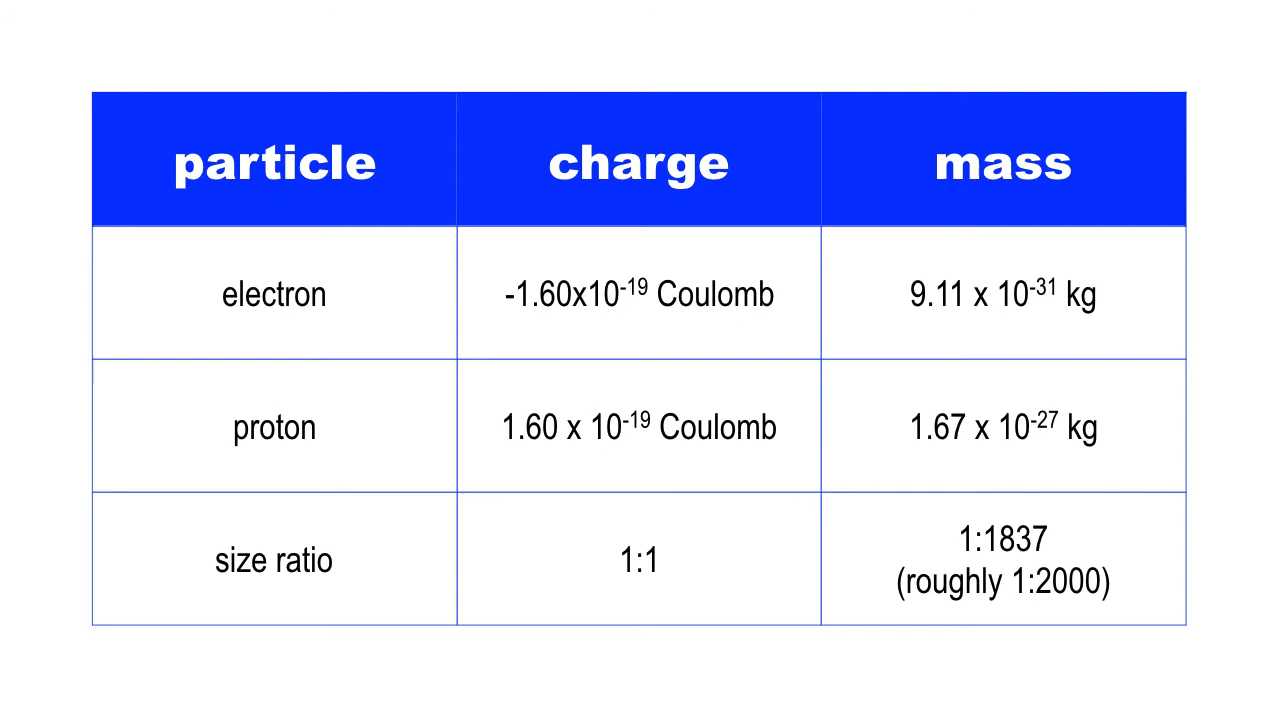 particle charge mass
electron -1.60x10⁻¹⁹ Coulomb 9.11 x 10⁻³¹ kg
proton 1.60 x 10⁻¹⁹ Coulomb 1.67 x 10⁻²⁷ kg
size ratio 1:1 1:1837
(roughly 1:2000)